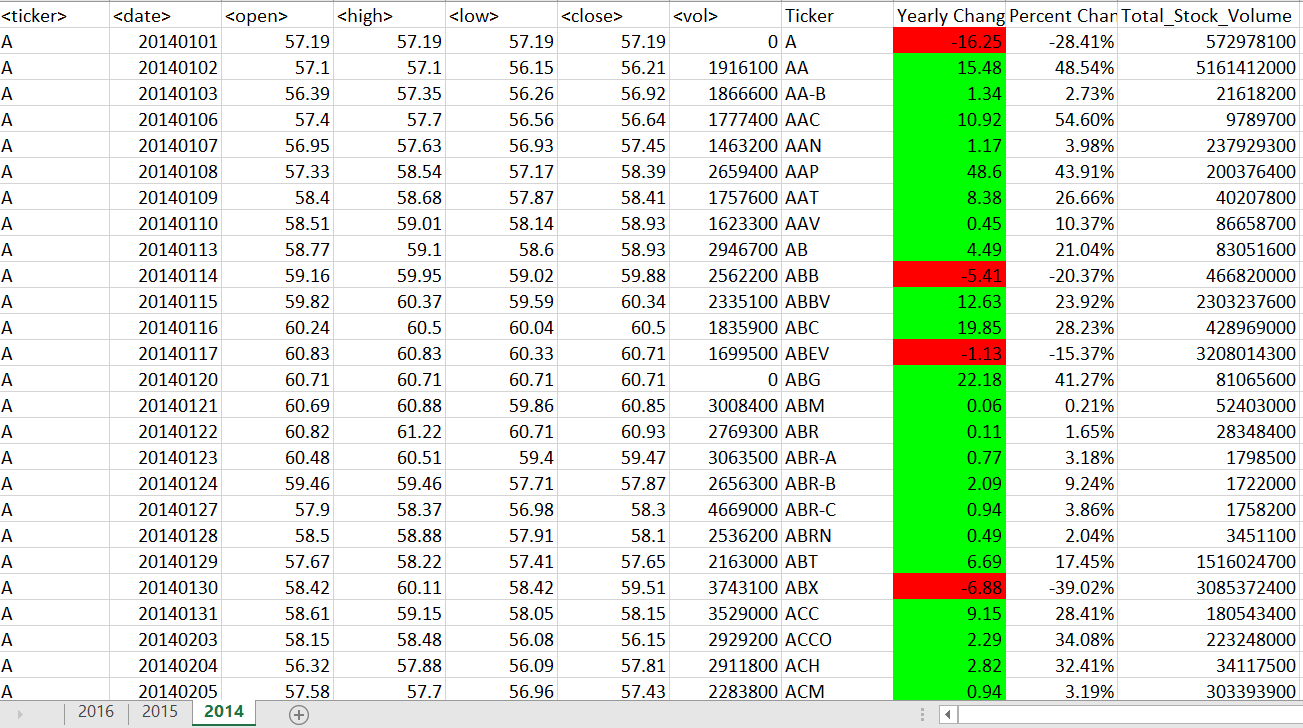 <ticker> <date> <open> <high> <low> <close> <vol> Ticker Yearly Chang Percent Chan Total_Stock_Volume
A 20140101 57.19 57.19 57.19 57.19 0 A -16.25 -28.41% 572978100
A 20140102 57.1 57.1 56.15 56.21 1916100 AA 15.48 48.54% 5161412000
A 20140103 56.39 57.35 56.26 56.92 1866600 AA-B 1.34 2.73% 21618200
A 20140106 57.4 57.7 56.56 56.64 1777400 AAC 10.92 54.60% 9789700
A 20140107 56.95 57.63 56.93 57.45 1463200 AAN 1.17 3.98% 237929300
A 20140108 57.33 58.54 57.17 58.39 2659400 AAP 48.6 43.91% 200376400
A 20140109 58.4 58.68 57.87 58.41 1757600 AAT 8.38 26.66% 40207800
A 20140110 58.51 59.01 58.14 58.93 1623300 AAV 0.45 10.37% 86658700
A 20140113 58.77 59.1 58.6 58.93 2946700 AB 4.49 21.04% 83051600
A 20140114 59.16 59.95 59.02 59.88 2562200 ABB -5.41 -20.37% 466820000
A 20140115 59.82 60.37 59.59 60.34 2335100 ABBV 12.63 23.92% 2303237600
A 20140116 60.24 60.5 60.04 60.5 1835900 ABC 19.85 28.23% 428969000
A 20140117 60.83 60.83 60.33 60.71 1699500 ABEV -1.13 -15.37% 3208014300
A 20140120 60.71 60.71 60.71 60.71 0 ABG 22.18 41.27% 81065600
A 20140121 60.69 60.88 59.86 60.85 3008400 ABM 0.06 0.21% 52403000
A 20140122 60.82 61.22 60.71 60.93 2769300 ABR 0.11 1.65% 28348400
A 20140123 60.48 60.51 59.4 59.47 3063500 ABR-A 0.77 3.18% 1798500
A 20140124 59.46 59.46 57.71 57.87 2656300 ABR-B 2.09 9.24% 1722000
A 20140127 57.9 58.37 56.98 58.3 4669000 ABR-C 0.94 3.86% 1758200
A 20140128 58.5 58.88 57.91 58.1 2536200 ABRN 0.49 2.04% 3451100
A 20140129 57.67 58.22 57.41 57.65 2163000 ABT 6.69 17.45% 1516024700
A 20140130 58.42 60.11 58.42 59.51 3743100 ABX -6.88 -39.02% 3085372400
A 20140131 58.61 59.15 58.05 58.15 3529000 ACC 9.15 28.41% 180543400
A 20140203 58.15 58.48 56.08 56.15 2929200 ACCO 2.29 34.08% 223248000
A 20140204 56.32 57.88 56.09 57.81 2911800 ACH 2.82 32.41% 34117500
A 20140205 57.58 57.7 56.96 57.43 2283800 ACM 0.94 3.19% 303393900
2016 2015 2014